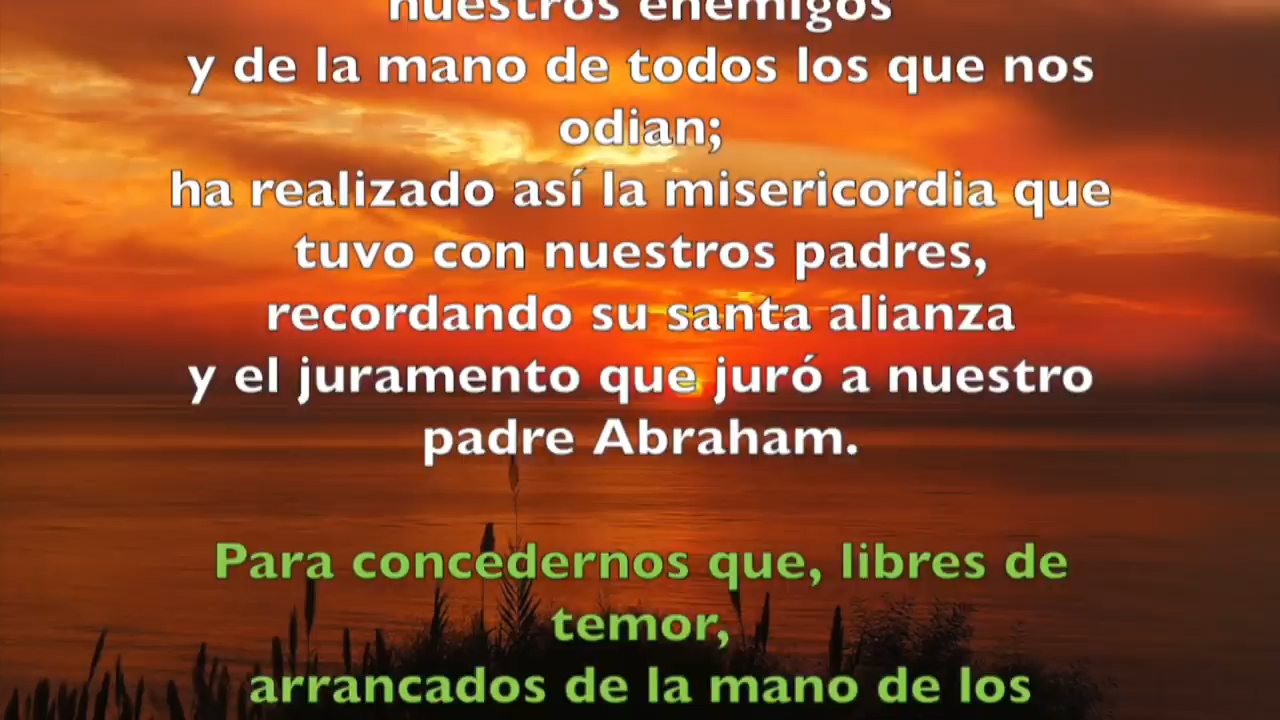 nuestros enemigos
y de la mano de todos los que nos
odian;
ha realizado así la misericordia que
tuvo con nuestros padres,
recordando su santa alianza
y el juramento que juró a nuestro
padre Abraham.
Para concedernos que, libres de
temor,
arrancados de la mano de los